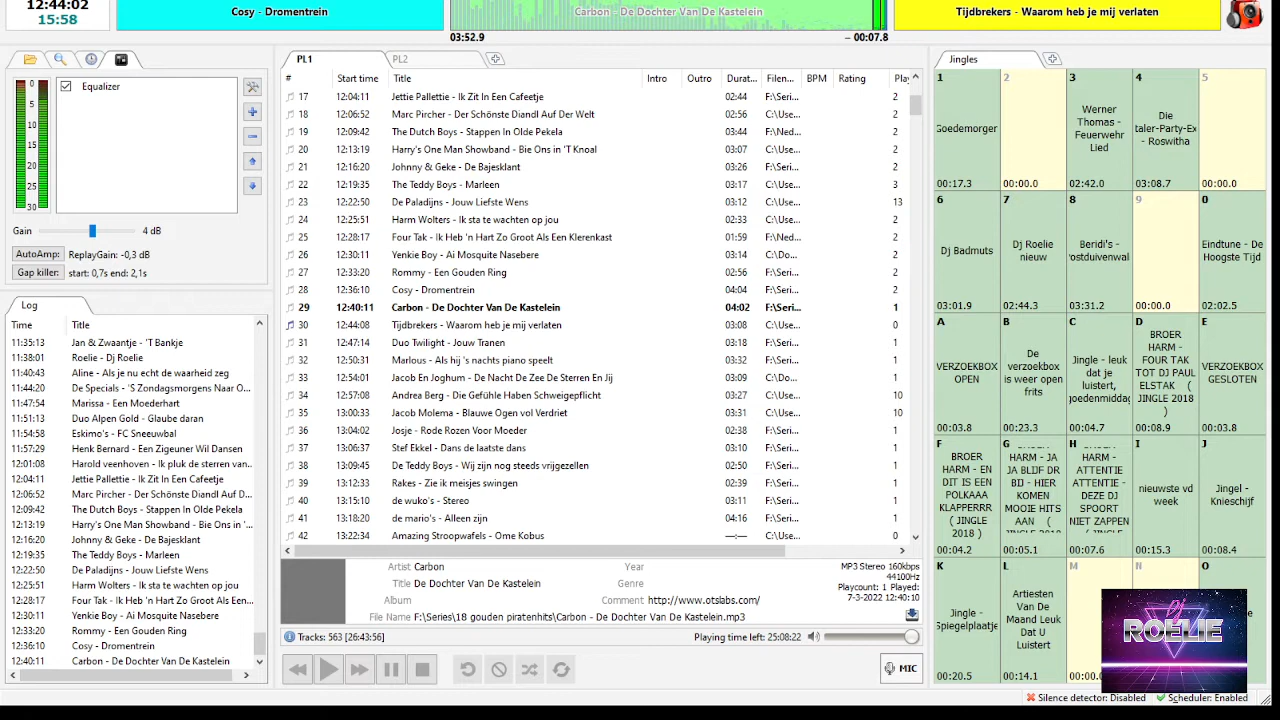 12:44:02
15:58
Cosy - Dromentrein
Carbon - De Dochter Van De Kastelein
Tijdbrekers - Waarom heb je mij verlaten
03:52.9
− 00:07.8
0
5
10
15
20
25
30
Equalizer
Gain
4 dB
AutoAmp:
ReplayGain: -0,3 dB
Gap killer:
start: 0,7s end: 2,1s
Log
Time Title
11:35:13 Jan & Zwaantje - 'T Bankje
11:38:01 Roelie - Dj Roelie
11:40:43 Aline - Als je nu echt de waarheid zeg
11:44:20 De Specials - 'S Zondagsmorgens Naar O...
11:47:54 Marissa - Een Moederhart
11:51:13 Duo Alpen Gold - Glaube daran
11:54:58 Eskimo's - FC Sneeuwbal
11:57:29 Henk Bernard - Een Zigeuner Wil Dansen
12:01:08 Harold veenhoven - Ik pluk de sterren van...
12:04:11 Jettie Pallettie - Ik Zit In Een Cafeetje
12:06:52 Marc Pircher - Der Schönste Diandl Auf D...
12:09:42 The Dutch Boys - Stappen In Olde Pekela
12:13:19 Harry's One Man Showband - Bie Ons in '...
12:16:20 Johnny & Geke - De Bajesklant
12:19:35 The Teddy Boys - Marleen
12:22:50 De Paladijns - Jouw Liefste Wens
12:25:51 Harm Wolters - Ik sta te wachten op jou
12:28:17 Four Tak - Ik Heb 'n Hart Zo Groot Als Een...
12:30:11 Yenkie Boy - Ai Mosquite Nasebere
12:33:20 Rommy - Een Gouden Ring
12:36:10 Cosy - Dromentrein
12:40:11 Carbon - De Dochter Van De Kastelein
PL1
PL2
# Start time Title Intro Outro Durat... Filen... BPM Rating Play
17 12:04:11 Jettie Pallettie - Ik Zit In Een Cafeetje 02:44 F:\Seri... 2
18 12:06:52 Marc Pircher - Der Schönste Diandl Auf Der Welt 02:56 C:\Use... 2
19 12:09:42 The Dutch Boys - Stappen In Olde Pekela 03:44 F:\Ned... 2
20 12:13:19 Harry's One Man Showband - Bie Ons in 'T Knoal 03:07 C:\Use... 2
21 12:16:20 Johnny & Geke - De Bajesklant 03:26 F:\Seri... 2
22 12:19:35 The Teddy Boys - Marleen 03:17 C:\Use... 3
23 12:22:50 De Paladijns - Jouw Liefste Wens 03:12 C:\Use... 13
24 12:25:51 Harm Wolters - Ik sta te wachten op jou 02:33 C:\Use... 2
25 12:28:17 Four Tak - Ik Heb 'n Hart Zo Groot Als Een Klerenkast 01:59 F:\Seri... 2
26 12:30:11 Yenkie Boy - Ai Mosquite Nasebere 03:14 C:\Do... 2
27 12:33:20 Rommy - Een Gouden Ring 02:56 F:\Seri... 2
28 12:36:10 Cosy - Dromentrein 04:04 F:\Seri... 2
29 12:40:11 Carbon - De Dochter Van De Kastelein 04:02 F:\Seri... 1
30 12:44:08 Tijdbrekers - Waarom heb je mij verlaten 03:08 F:\Seri... 0
31 12:47:14 Duo Twilight - Jouw Tranen 03:18 F:\Seri... 1
32 12:50:31 Marlous - Als hij 's nachts piano speelt 03:32 F:\Seri... 1
33 12:54:01 Jacob En Joghum - De Nacht De Zee De Sterren En Jij 03:09 C:\Do... 1
34 12:57:08 Andrea Berg - Die Gefühle Haben Schweigepflicht 03:27 F:\Seri... 10
35 13:00:33 Jacob Molema - Blauwe Ogen vol Verdriet 03:31 F:\Seri... 10
36 13:04:02 Josje - Rode Rozen Voor Moeder 02:38 F:\Seri... 1
37 13:06:37 Stef Ekkel - Dans de laatste dans 03:10 F:\Seri... 1
38 13:09:45 De Teddy Boys - Wij zijn nog steeds vrijgezellen 02:50 F:\Seri... 1
39 13:12:33 Rakes - Zie ik meisjes swingen 02:39 F:\Seri... 1
40 13:15:10 de wuko's - Stereo 03:11 F:\Seri... 1
41 13:18:20 de mario's - Alleen zijn 04:16 F:\Seri... 1
42 13:22:34 Amazing Stroopwafels - Ome Kobus —:— F:\Seri... 0
Artist Carbon Year
Title De Dochter Van De Kastelein Genre
Album Comment http://www.otslabs.com/
File Name F:\Series\18 gouden piratenhits\Carbon - De Dochter Van De Kastelein.mp3
MP3 Stereo 160kbps
44100Hz
Playcount: 1 Played:
7-3-2022 12:40:10
Tracks: 563 [26:43:56]
Playing time left: 25:08:22
MIC
Jingles
1
Goedemorger
00:17.3
2
00:00.0
3
Werner
Thomas -
Feuerwehr
Lied
02:42.0
4
Die
taler-Party-Ex
- Roswitha
03:08.7
5
00:00.0
6
Dj Badmuts
03:01.9
7
Dj Roelie
nieuw
02:44.3
8
Beridi's -
ostduivenwal
03:31.2
9
00:00.0
0
Eindtune - De
Hoogste Tijd
02:02.5
A
VERZOEKBOX
OPEN
00:03.8
B
De
verzoekbox
is weer open
frits
00:23.3
C
Jingle - leuk
dat je
luistert,
goedenmiddag
00:04.7
D
BROER
HARM -
FOUR TAK
TOT DJ PAUL
ELSTAK (
JINGLE 2018
)
00:08.9
E
VERZOEKBOX
GESLOTEN
00:03.8
F
BROER
HARM - EN
DIT IS EEN
POLKAAA
KLAPPERRR
( JINGLE
2018 )
00:04.2
G
HARM - JA
JA BLIJF DR
BIJ - HIER
KOMEN
MOOIE HITS
AAN (
00:05.1
H
HARM -
ATTENTIE
ATTENTIE -
DEZE DJ
SPOORT
NIET ZAPPEN
00:07.6
I
nieuwste vd
week
00:15.3
J
Jingel -
Knieschijf
00:08.4
K
Jingle -
Spiegelplaatje
00:20.5
L
Artiesten
Van De
Maand Leuk
Dat U
Luistert
00:14.1
M
N
O
Dj
ROELIE
Silence detector: Disabled
Scheduler: Enabled